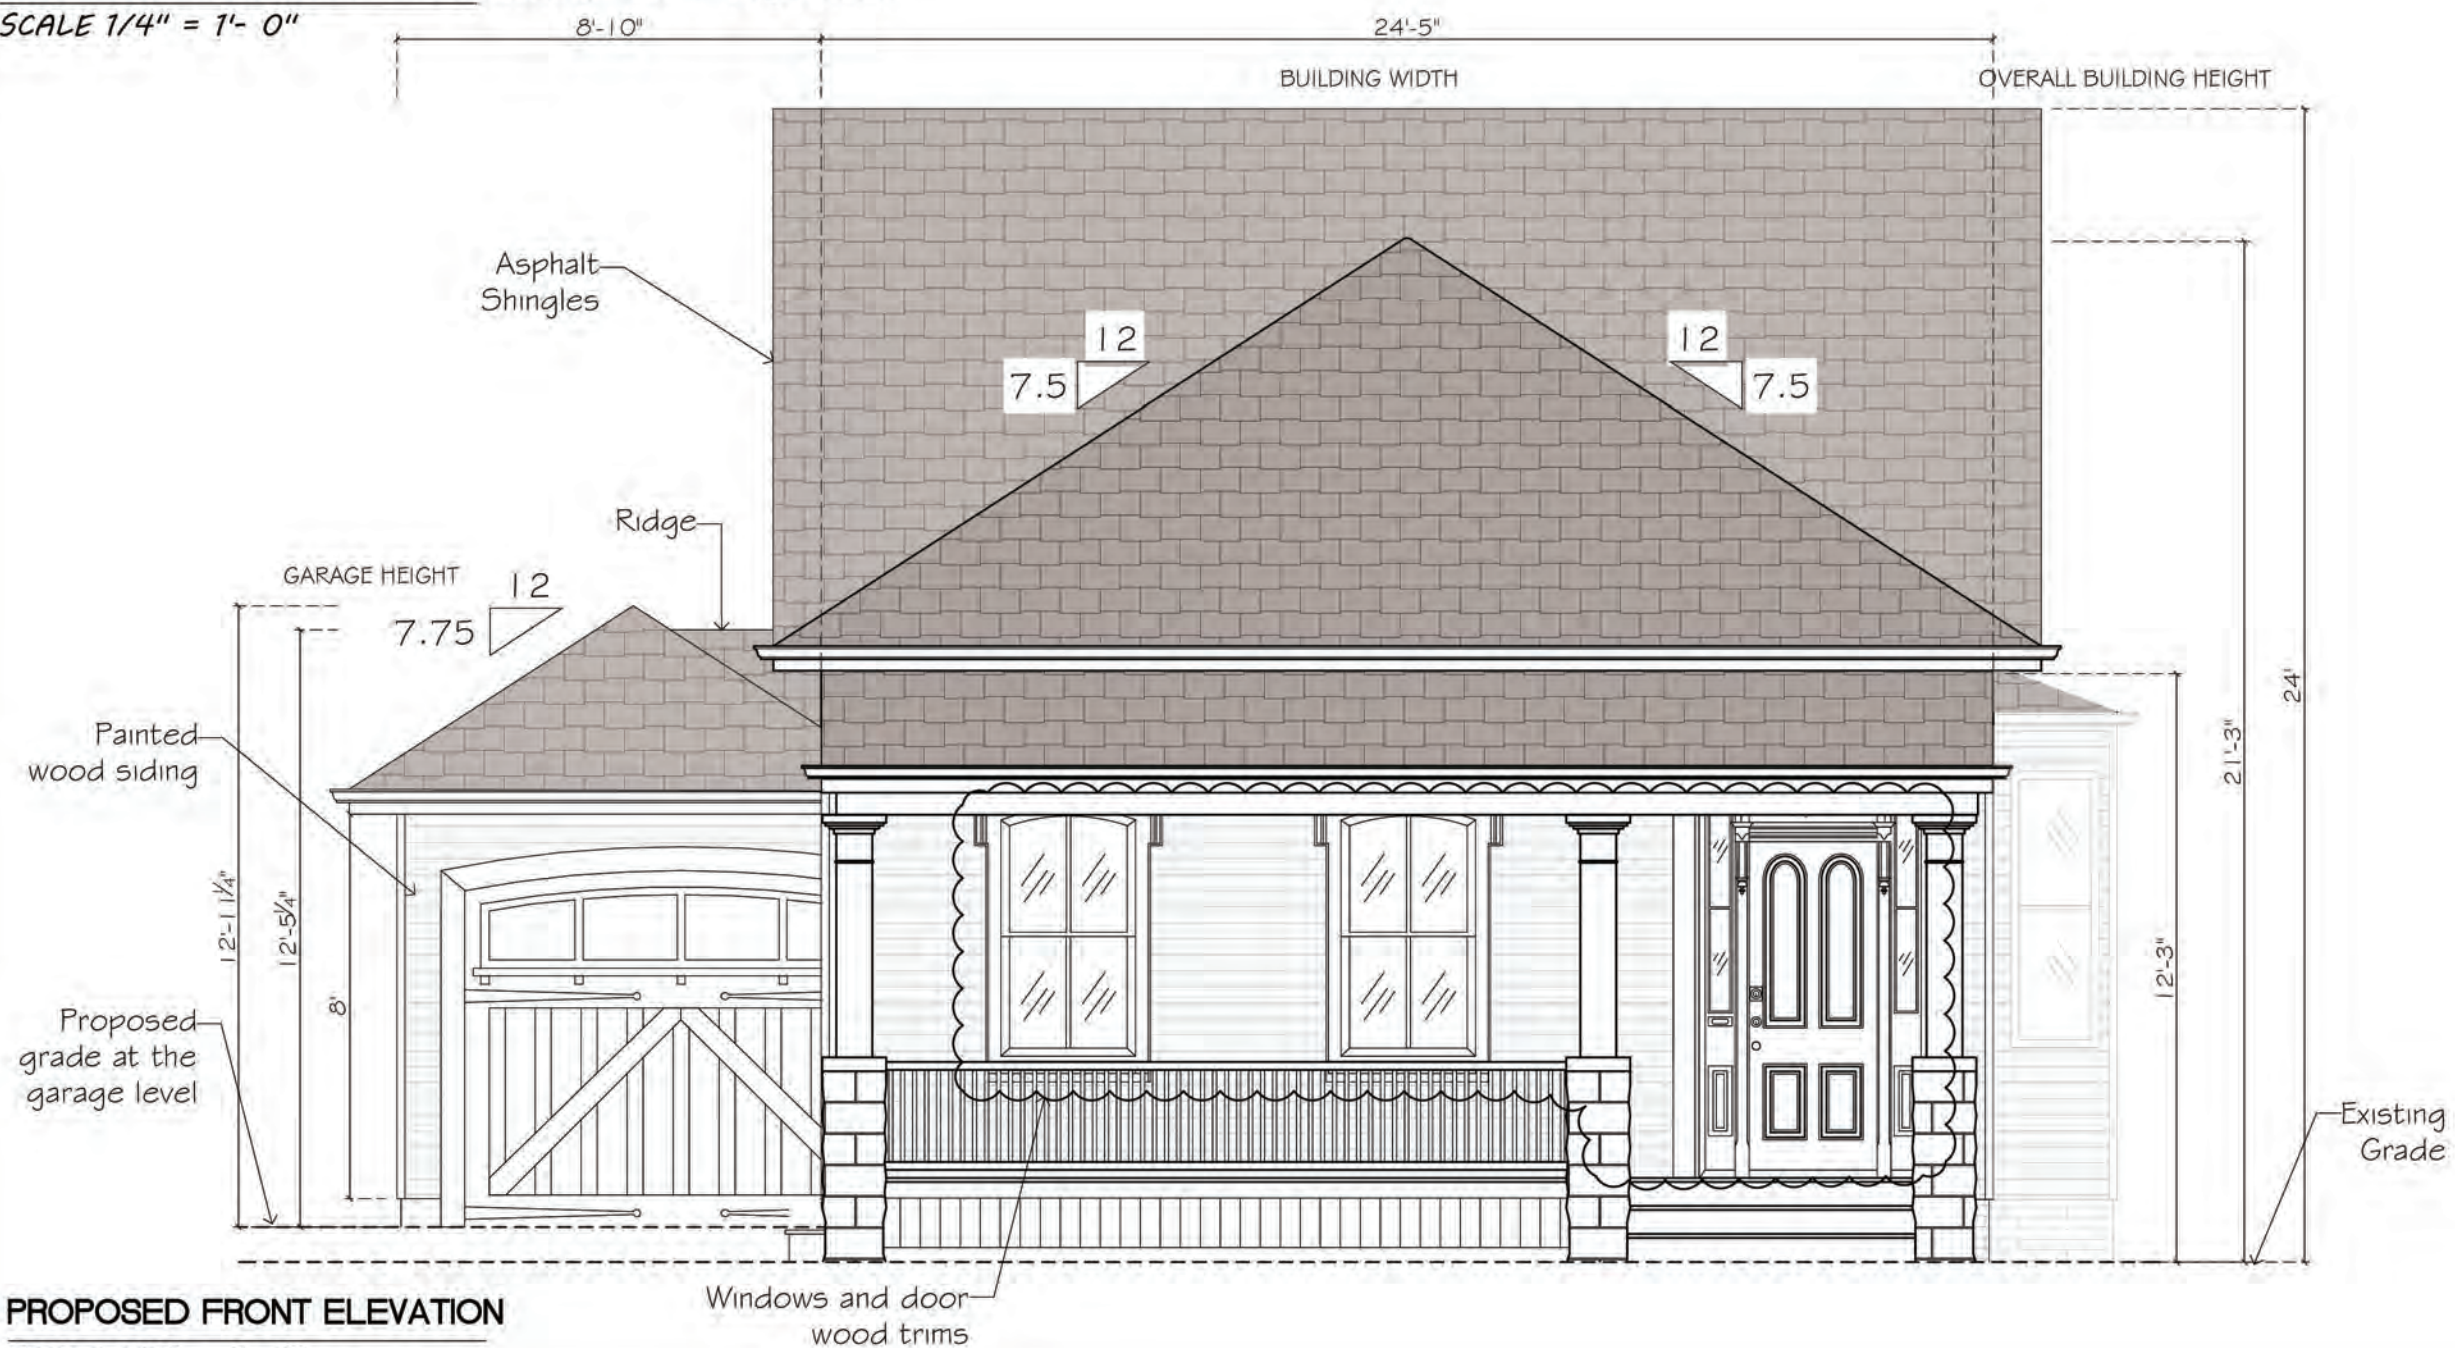 SCALE 1/4" = 1'- 0"
8'-10"
24'-5"
BUILDING WIDTH
OVERALL BUILDING HEIGHT
Asphalt
Shingles
12
7.5
12
7.5
Ridge
GARAGE HEIGHT
12
7.75
Painted
wood siding
24'
21'-3"
12'-11¼"
12'-5¼"
8'
12'-3"
Proposed
grade at the
garage level
Existing
Grade
Windows and door
wood trims
PROPOSED FRONT ELEVATION